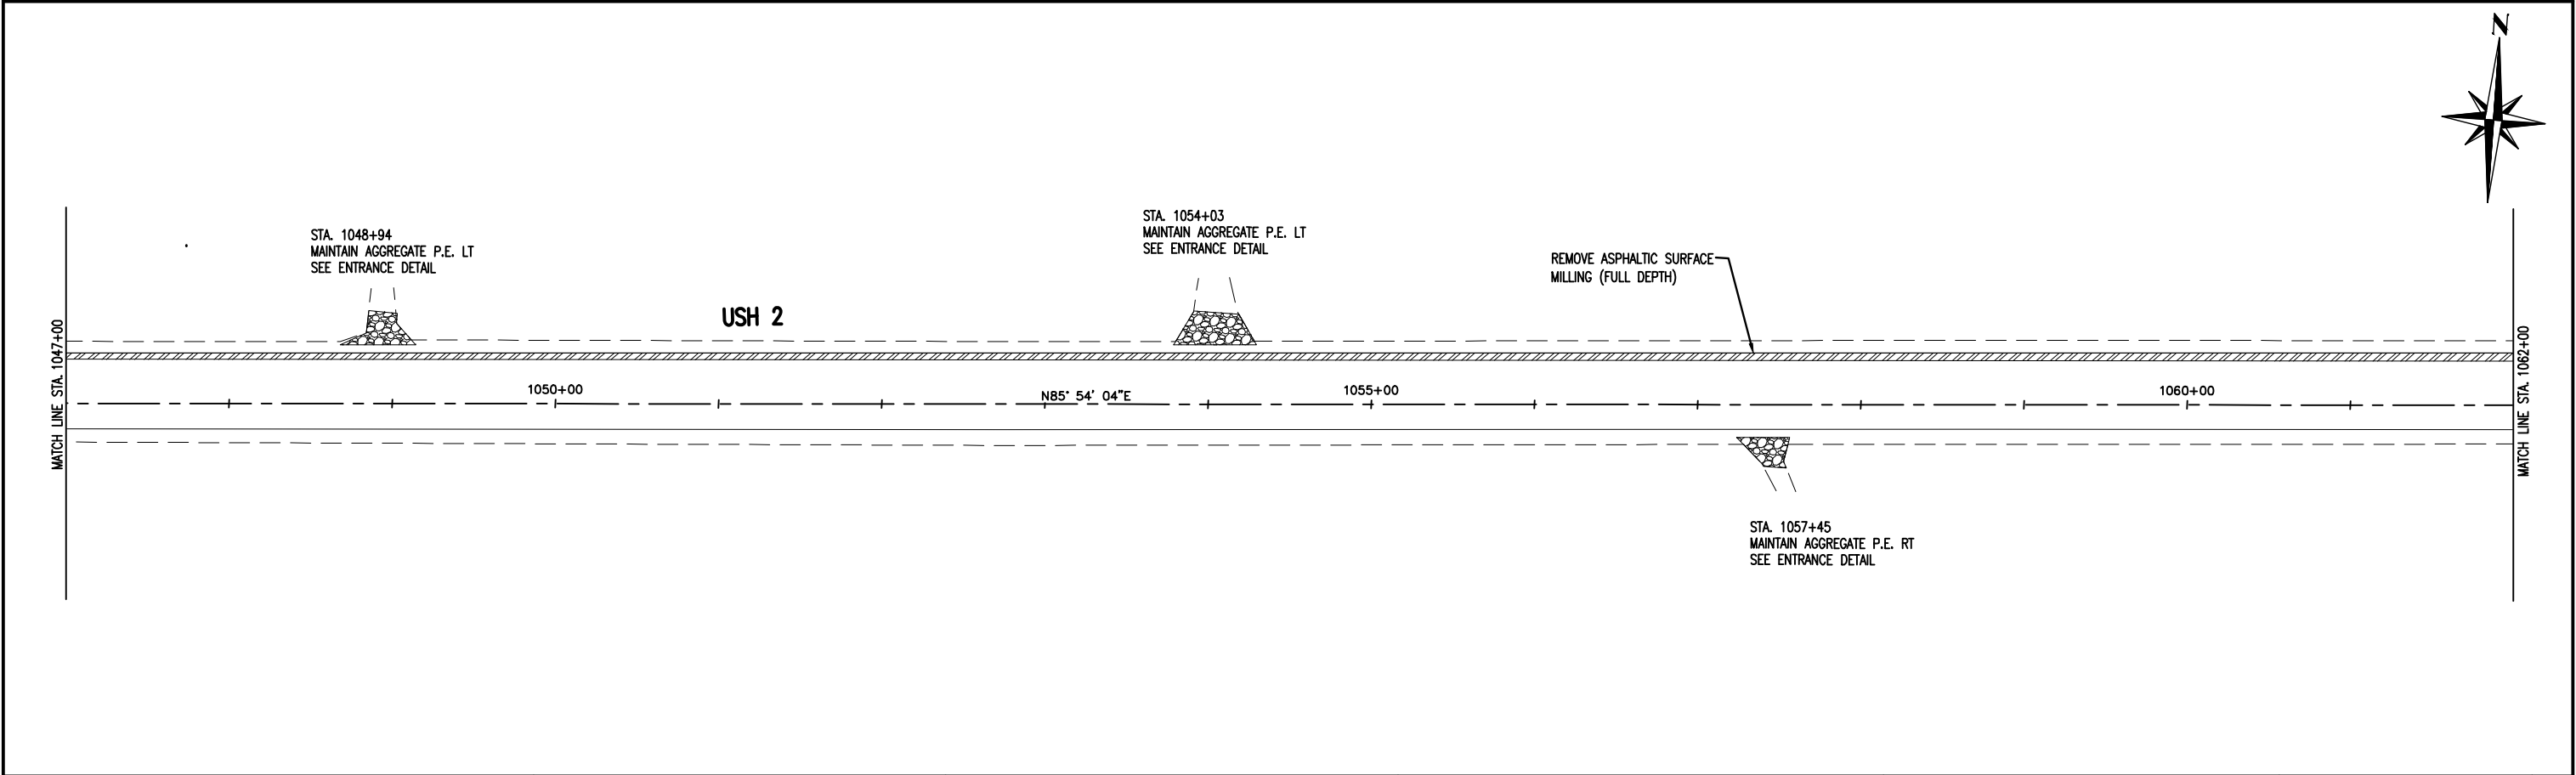 N
STA. 1054+03
MAINTAIN AGGREGATE P.E. LT
SEE ENTRANCE DETAIL
STA. 1048+94
MAINTAIN AGGREGATE P.E. LT
SEE ENTRANCE DETAIL
REMOVE ASPHALTIC SURFACE
MILLING (FULL DEPTH)
USH 2
MATCH LINE STA. 1047+00
1050+00
N85° 54' 04"E
1055+00
1060+00
MATCH LINE STA. 1062+00
STA. 1057+45
MAINTAIN AGGREGATE P.E. RT
SEE ENTRANCE DETAIL